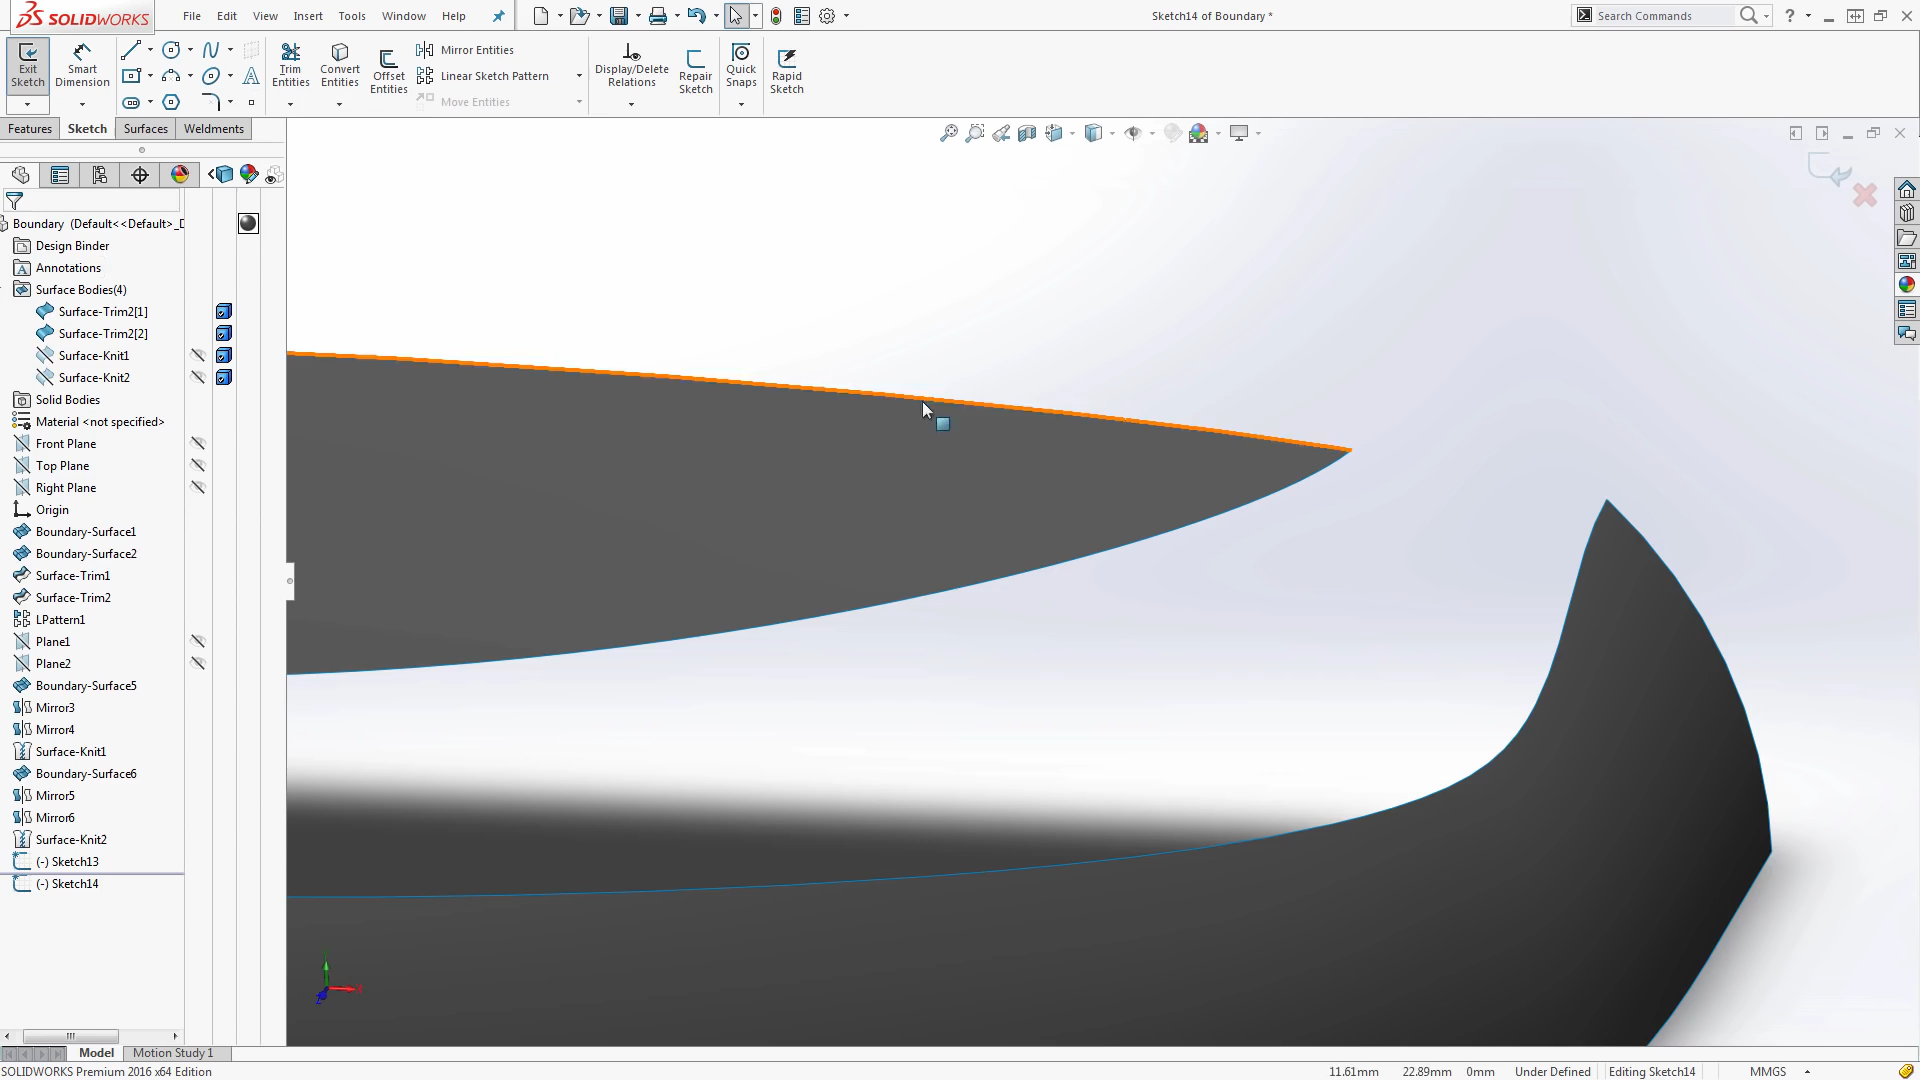 SOLIDWORKS File Edit View Insert Tools Window Help Sketch14 of Boundary * Search Commands ?
Exit Sketch
Smart Dimension
Trim Entities
Convert Entities
Offset Entities
Mirror Entities
Linear Sketch Pattern
Move Entities
Display/Delete Relations
Repair Sketch
Quick Snaps
Rapid Sketch
Features Sketch Surfaces Weldments
Boundary (Default<<Default>_D
Design Binder
Annotations
Surface Bodies(4)
Surface-Trim2[1]
Surface-Trim2[2]
Surface-Knit1
Surface-Knit2
Solid Bodies
Material <not specified>
Front Plane
Top Plane
Right Plane
Origin
Boundary-Surface1
Boundary-Surface2
Surface-Trim1
Surface-Trim2
LPattern1
Plane1
Plane2
Boundary-Surface5
Mirror3
Mirror4
Surface-Knit1
Boundary-Surface6
Mirror5
Mirror6
Surface-Knit2
(-) Sketch13
(-) Sketch14
Model Motion Study 1
SOLIDWORKS Premium 2016 x64 Edition 11.61mm 22.89mm 0mm Under Defined Editing Sketch14 MMGS